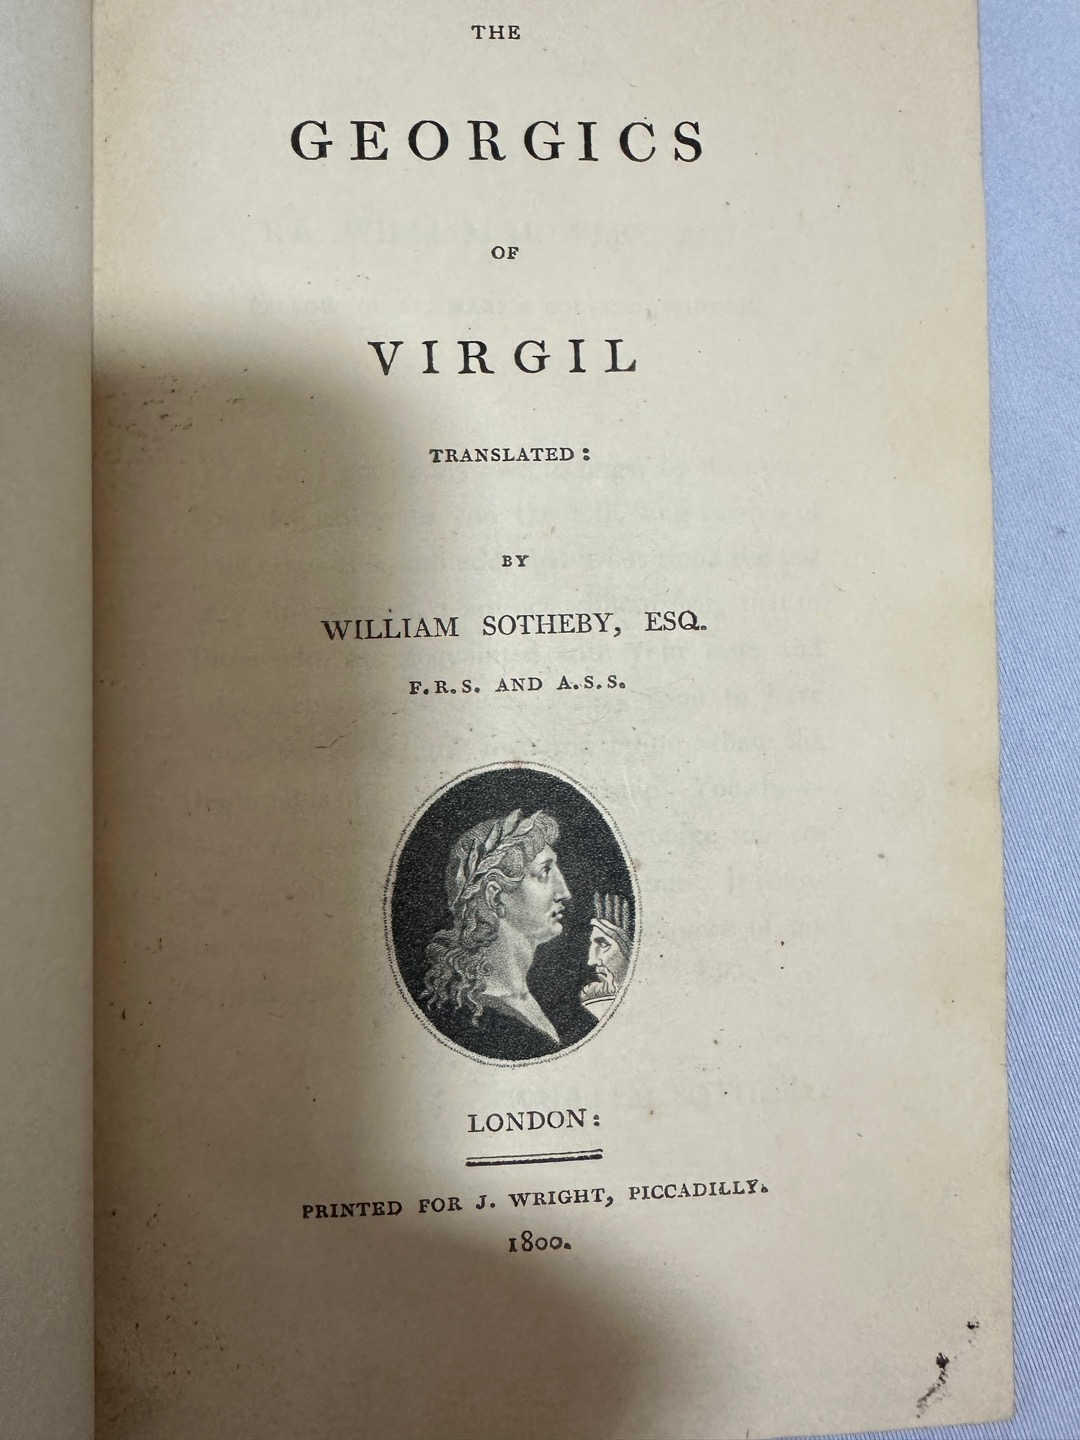 THE
GEORGICS
OF
VIRGIL
TRANSLATED:
BY
WILLIAM SOTHEBY, ESQ.
F.R.S. AND A.S.S.
LONDON:
PRINTED FOR J. WRIGHT, PICCADILLY.
1800.